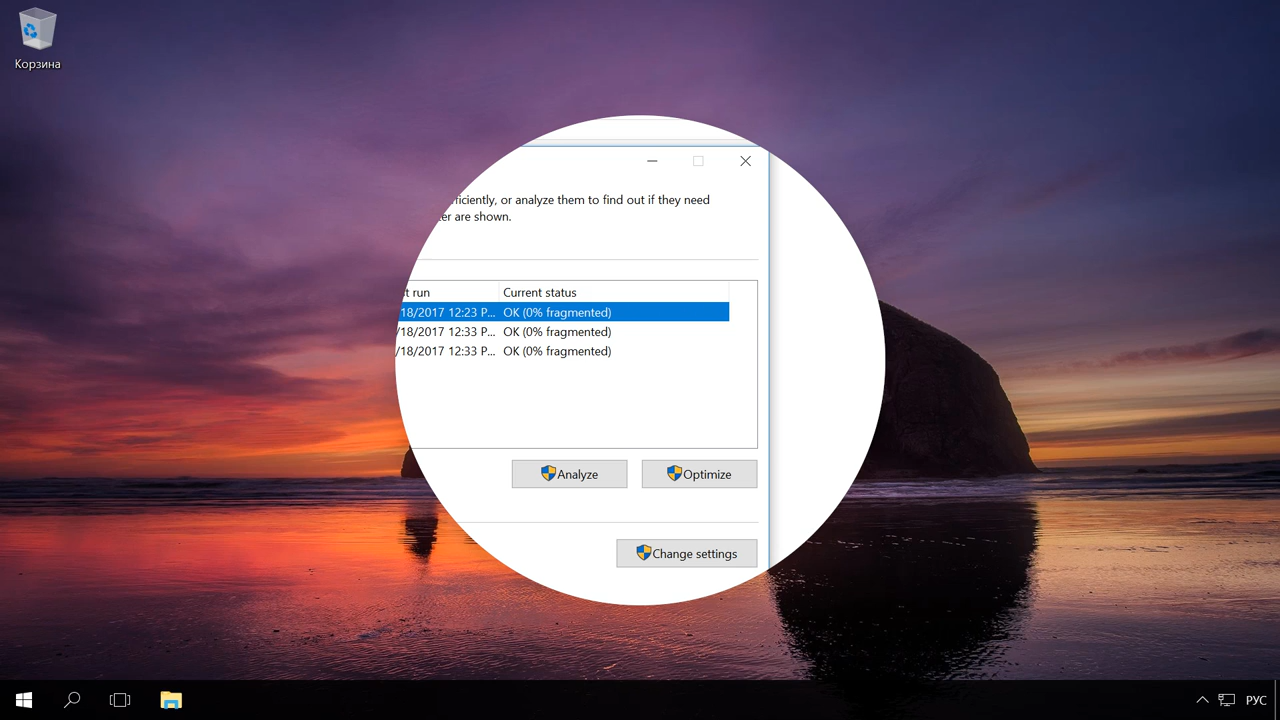 Корзина
or analyze them to find out if they need
are shown.
run
Current status
/18/2017 12:23 P... OK (0% fragmented)
/18/2017 12:33 P... OK (0% fragmented)
/18/2017 12:33 P... OK (0% fragmented)
Analyze
Optimize
Change settings
РУС